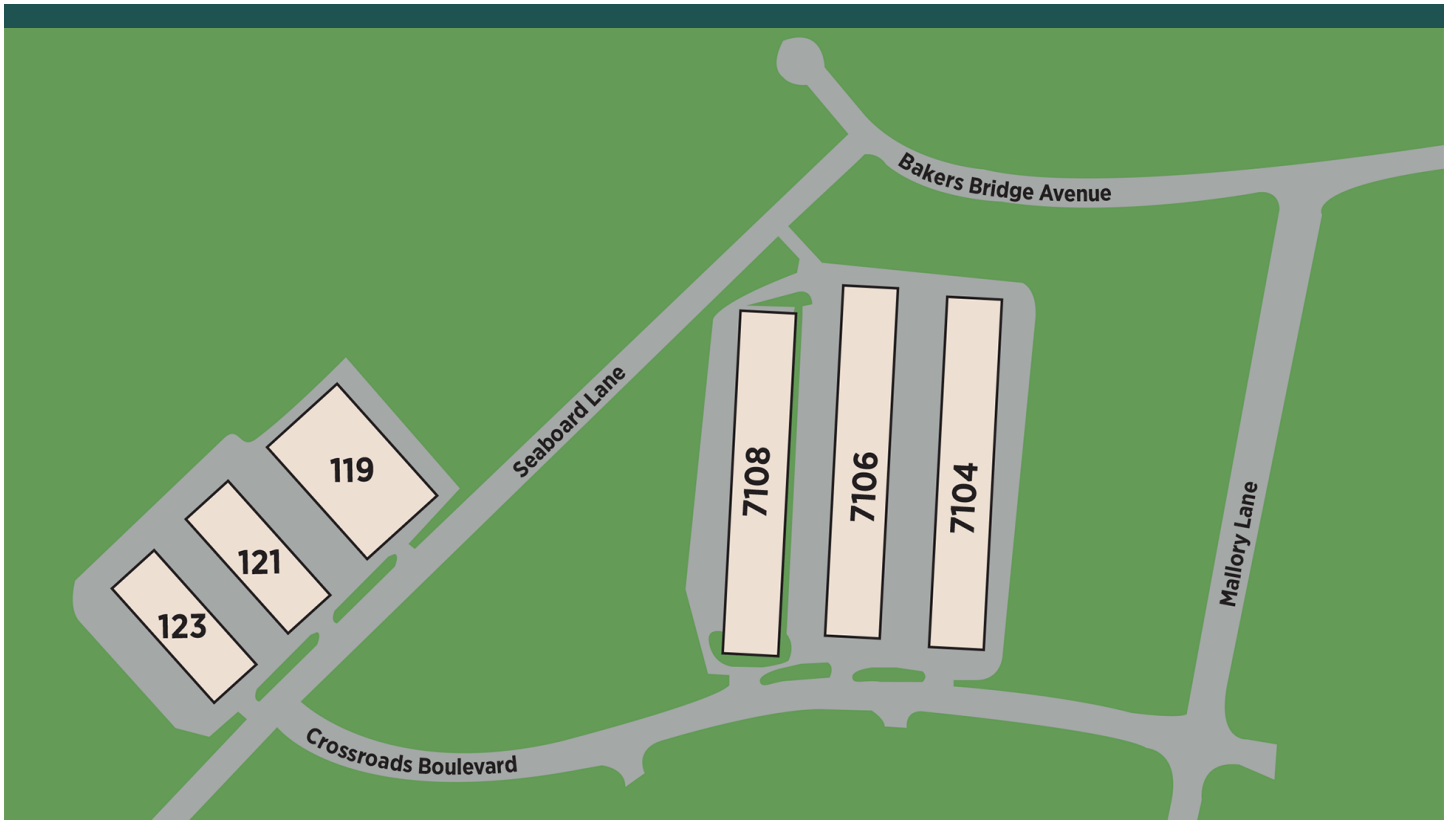 Bakers Bridge Avenue
Seaboard Lane
119
121
123
7108
7106
7104
Mallory Lane
Crossroads Boulevard